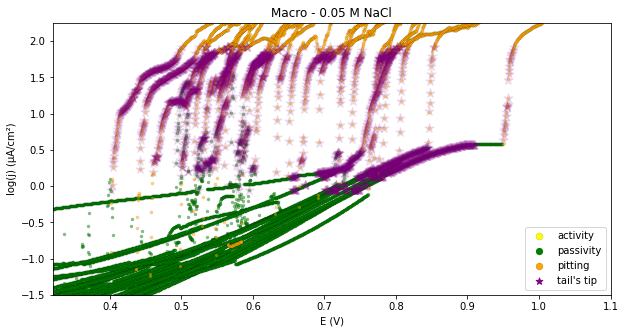 Macro - 0.05 M NaCl
log(j) (μA/cm²)
2.0
1.5
1.0
0.5
0.0
−0.5
−1.0
−1.5
activity
passivity
pitting
tail's tip
0.4 0.5 0.6 0.7 0.8 0.9 1.0 1.1
E (V)